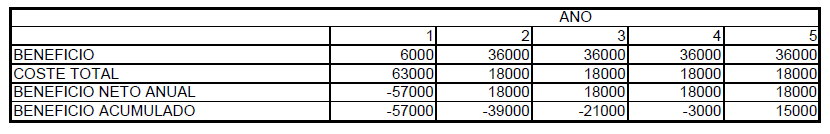 ANO
1 2 3 4 5
BENEFICIO 6000 36000 36000 36000 36000
COSTE TOTAL 63000 18000 18000 18000 18000
BENEFICIO NETO ANUAL -57000 18000 18000 18000 18000
BENEFICIO ACUMULADO -57000 -39000 -21000 -3000 15000